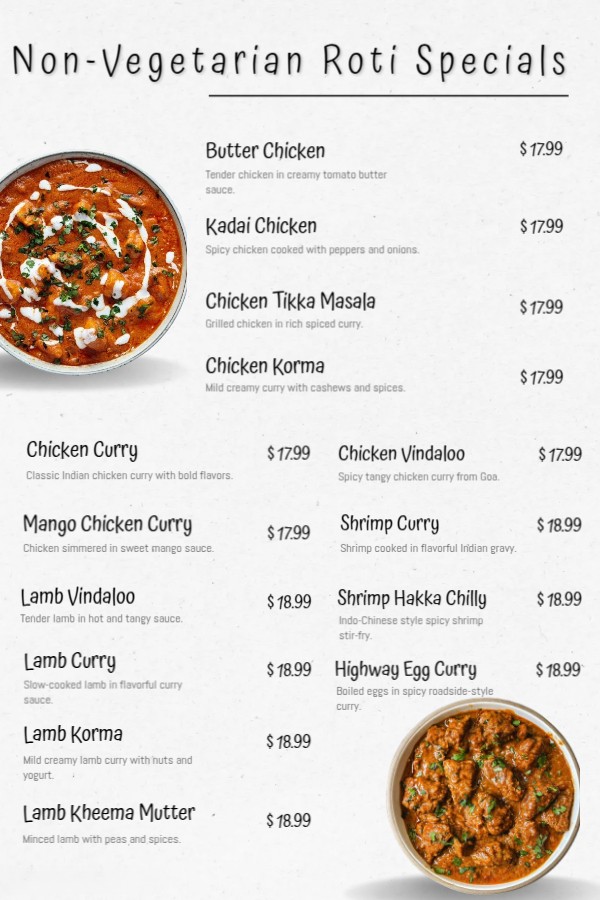 Non-Vegetarian Roti Specials
Butter Chicken $17.99
Tender chicken in creamy tomato butter
sauce.
Kadai Chicken $17.99
Spicy chicken cooked with peppers and onions.
Chicken Tikka Masala $17.99
Grilled chicken in rich spiced curry.
Chicken Korma $17.99
Mild creamy curry with cashews and spices.
Chicken Curry $17.99
Classic Indian chicken curry with bold flavors.
Mango Chicken Curry $17.99
Chicken simmered in sweet mango sauce.
Lamb Vindaloo $18.99
Tender lamb in hot and tangy sauce.
Lamb Curry $18.99
Slow-cooked lamb in flavorful curry
sauce.
Lamb Korma $18.99
Mild creamy lamb curry with nuts and
yogurt.
Lamb Kheema Mutter $18.99
Minced lamb with peas and spices.
Chicken Vindaloo $17.99
Spicy tangy chicken curry from Goa.
Shrimp Curry $18.99
Shrimp cooked in flavorful Indian gravy.
Shrimp Hakka Chilly $18.99
Indo-Chinese style spicy shrimp
stir-fry.
Highway Egg Curry $18.99
Boiled eggs in spicy roadside-style
curry.